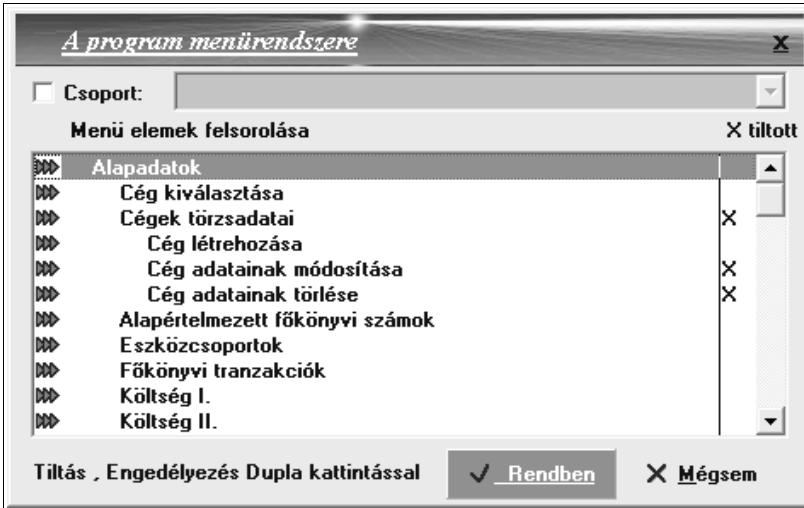 A program menürendszere x
Csoport:
Menü elemek felsorolása X tiltott
Alapadatok
Cég kiválasztása
Cégek törzsadatai X
Cég létrehozása
Cég adatainak módosítása X
Cég adatainak törlése X
Alapértelmezett főkönyvi számok
Eszközcsoportok
Főkönyvi tranzakciók
Költség I.
Költség II.
Tiltás , Engedélyezés Dupla kattintással Rendben Mégsem